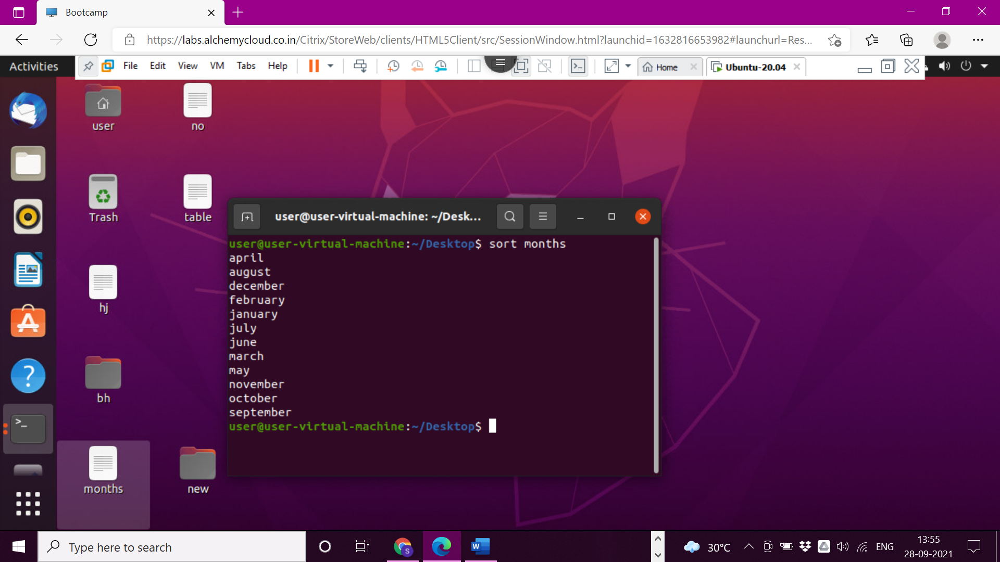 Bootcamp
https://labs.alchemycloud.co.in/Citrix/StoreWeb/clients/HTML5Client/src/SessionWindow.html?launchid=1632816653982#launchurl=Res...
Activities
File Edit View VM Tabs Help
Home
Ubuntu-20.04
user
no
Trash
table
user@user-virtual-machine: ~/Desk...
user@user-virtual-machine:~/Desktop$ sort months
april
august
december
february
january
july
june
march
may
november
october
september
user@user-virtual-machine:~/Desktop$
hj
bh
months
new
Type here to search
S
W
30°C
ENG
13:55
28-09-2021